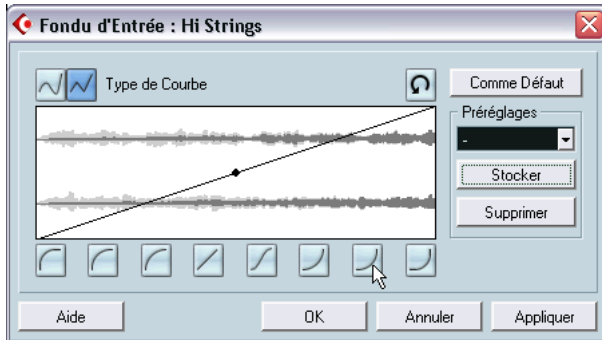 Fondu d'Entrée : Hi Strings
Type de Courbe
Comme Défaut
Préréglages
-
Stocker
Supprimer
Aide
OK
Annuler
Appliquer